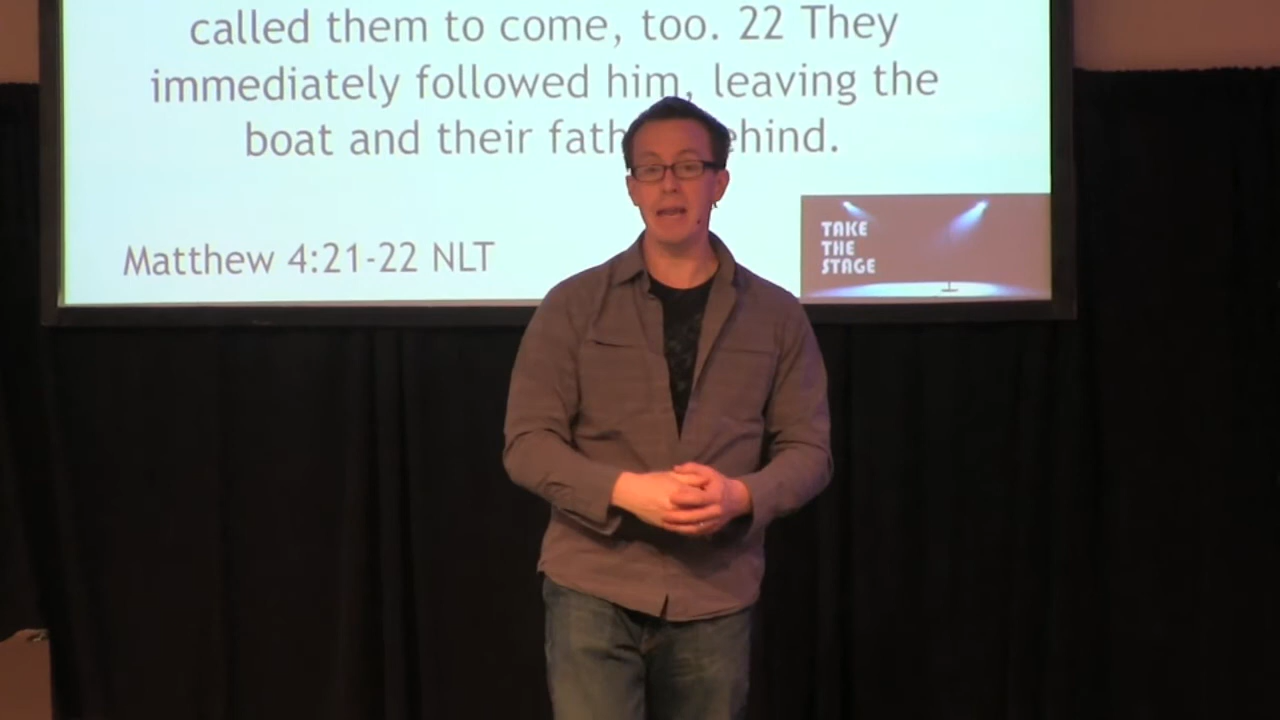 called them to come, too. 22 They
immediately followed him, leaving the
boat and their fath ehind.
Matthew 4:21-22 NLT
TAKE
THE
STAGE